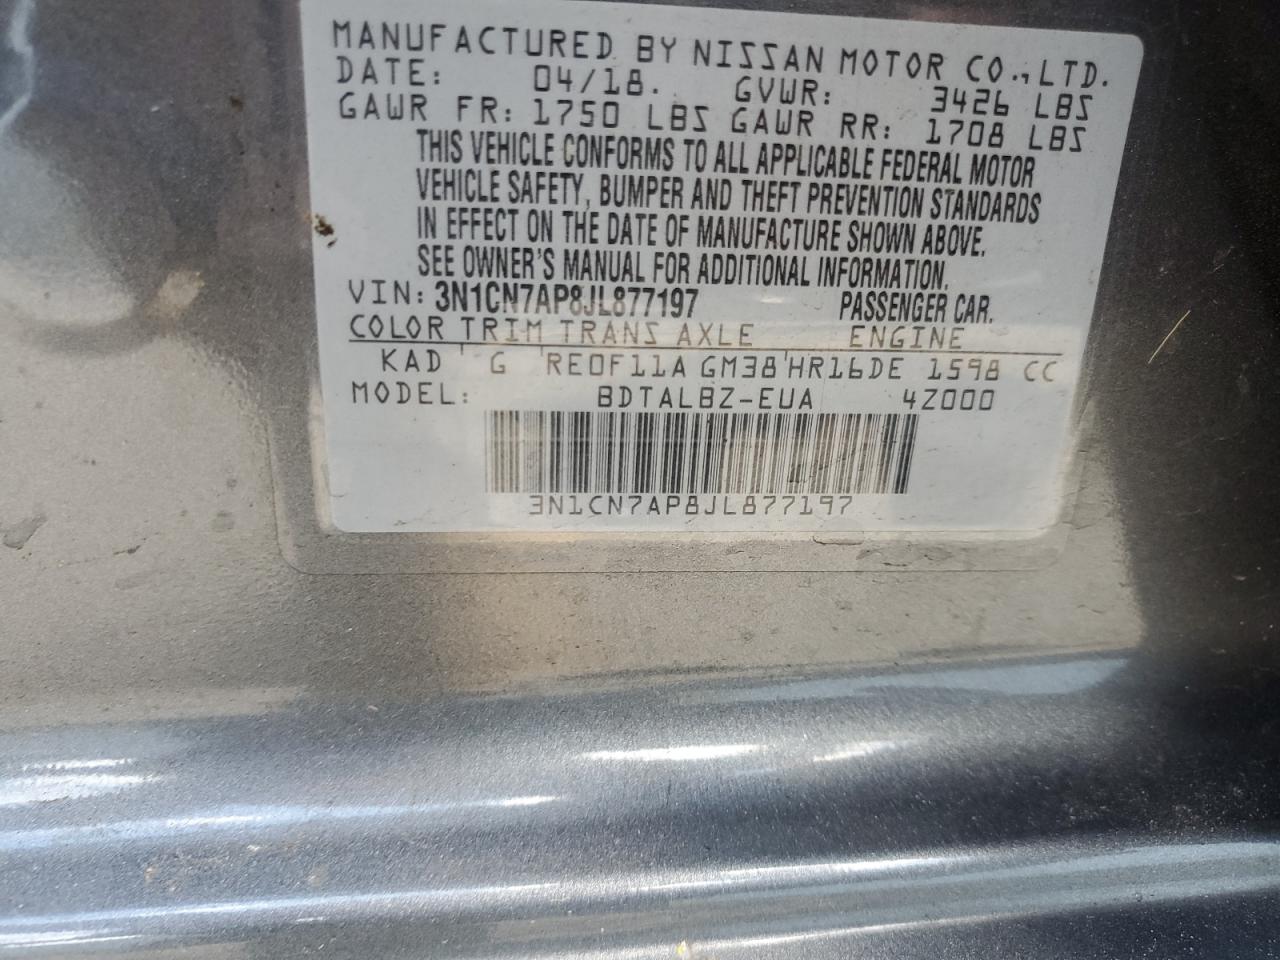 MANUFACTURED BY NISSAN MOTOR CO., LTD.
DATE: 04/18. GVWR: 3426 LBS
GAWR FR: 1750 LBS GAWR RR: 1708 LBS
THIS VEHICLE CONFORMS TO ALL APPLICABLE FEDERAL MOTOR
VEHICLE SAFETY, BUMPER AND THEFT PREVENTION STANDARDS
IN EFFECT ON THE DATE OF MANUFACTURE SHOWN ABOVE.
SEE OWNER'S MANUAL FOR ADDITIONAL INFORMATION.
VIN: 3N1CN7AP8JL877197 PASSENGER CAR.
COLOR TRIM TRANS AXLE ENGINE
KAD G RE0F11A GM38 HR16DE 1598 CC
MODEL: BDTALBZ-EUA 4Z000
3N1CN7AP8JL877197